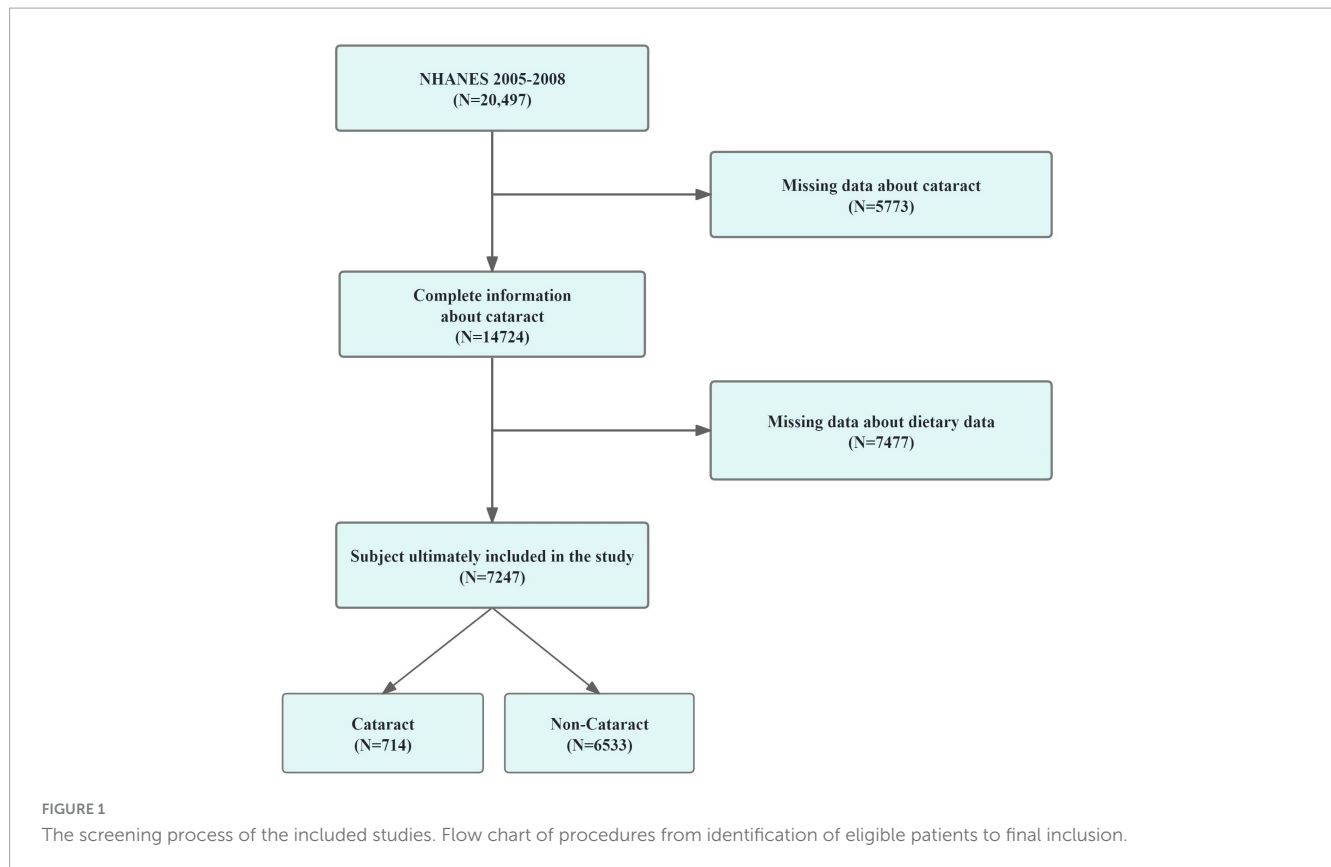 NHANES 2005-2008
(N=20,497)
Missing data about cataract
(N=5773)
Complete information
about cataract
(N=14724)
Missing data about dietary data
(N=7477)
Subject ultimately included in the study
(N=7247)
Cataract
(N=714)
Non-Cataract
(N=6533)
FIGURE 1
The screening process of the included studies. Flow chart of procedures from identification of eligible patients to final inclusion.